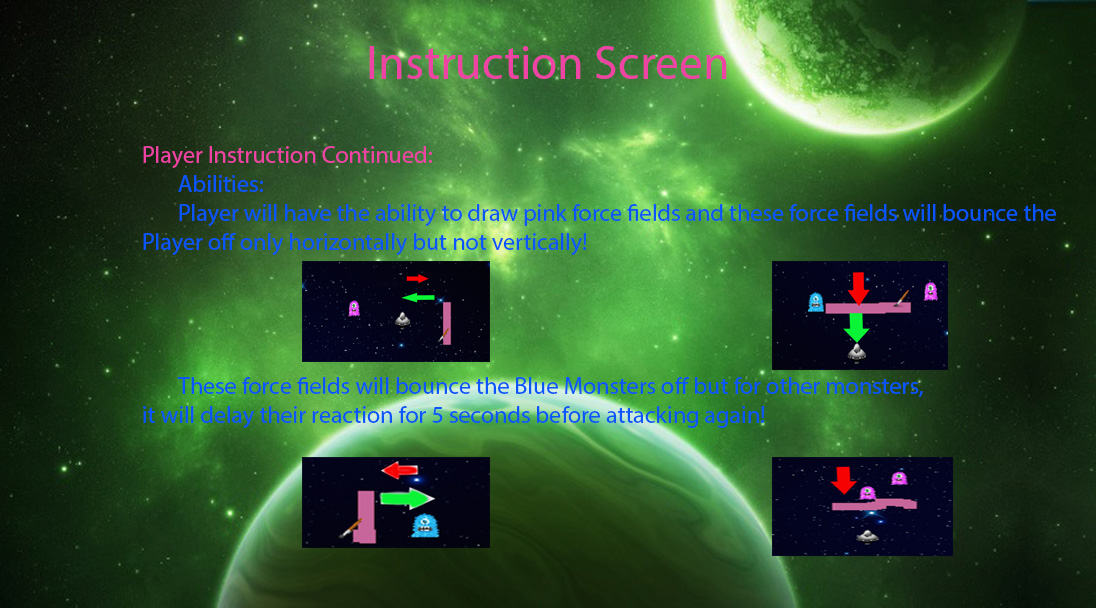 Instruction Screen
Player Instruction Continued:
Abilities:
Player will have the ability to draw pink force fields and these force fields will bounce the
Player off only horizontally but not vertically!
These force fields will bounce the Blue Monsters off but for other monsters,
it will delay their reaction for 5 seconds before attacking again!